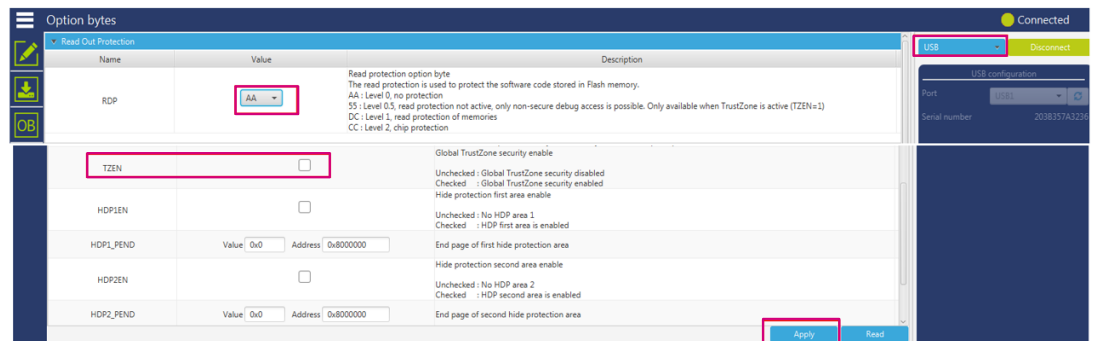 Option bytes
Connected
Read Out Protection
USB
Disconnect
Name Value Description
USB configuration
RDP
AA
Read protection option byte
The read protection is used to protect the software code stored in Flash memory.
AA : Level 0, no protection
55 : Level 0.5, read protection not active, only non-secure debug access is possible. Only available when TrustZone is active (TZEN=1)
DC : Level 1, read protection of memories
CC : Level 2, chip protection
Port USB1
Serial number 203B357A3236
OB
TZEN
Global TrustZone security enable
Unchecked : Global TrustZone security disabled
Checked : Global TrustZone security enabled
HDP1EN
Hide protection first area enable
Unchecked : No HDP area 1
Checked : HDP first area is enabled
HDP1_PEND Value 0x0 Address 0x8000000 End page of first hide protection area
HDP2EN
Hide protection second area enable
Unchecked : No HDP area 2
Checked : HDP second area is enabled
HDP2_PEND Value 0x0 Address 0x8000000 End page of second hide protection area
Apply Read